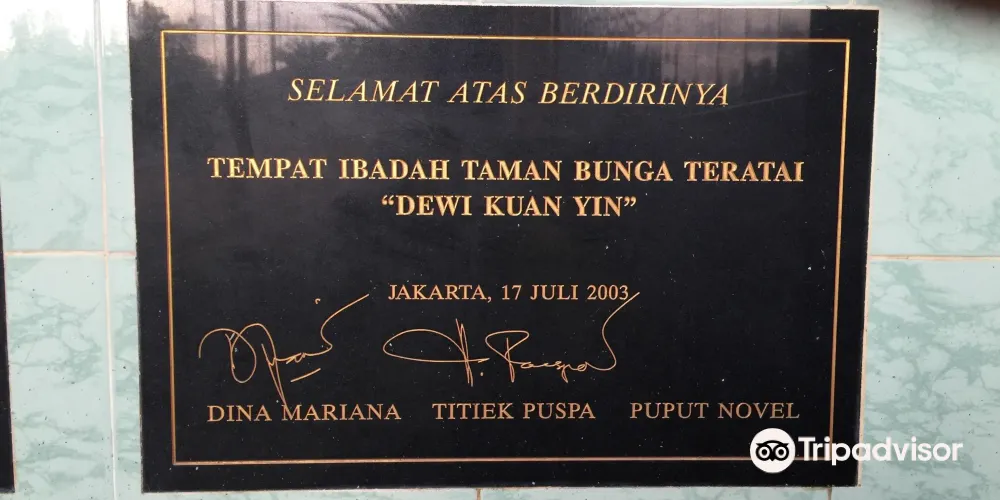 SELAMAT ATAS BERDIRINYA
TEMPAT IBADAH TAMAN BUNGA TERATAI
“DEWI KUAN YIN”
JAKARTA, 17 JULI 2003
DINA MARIANA TITIEK PUSPA PUPUT NOVEL
Tripadvisor